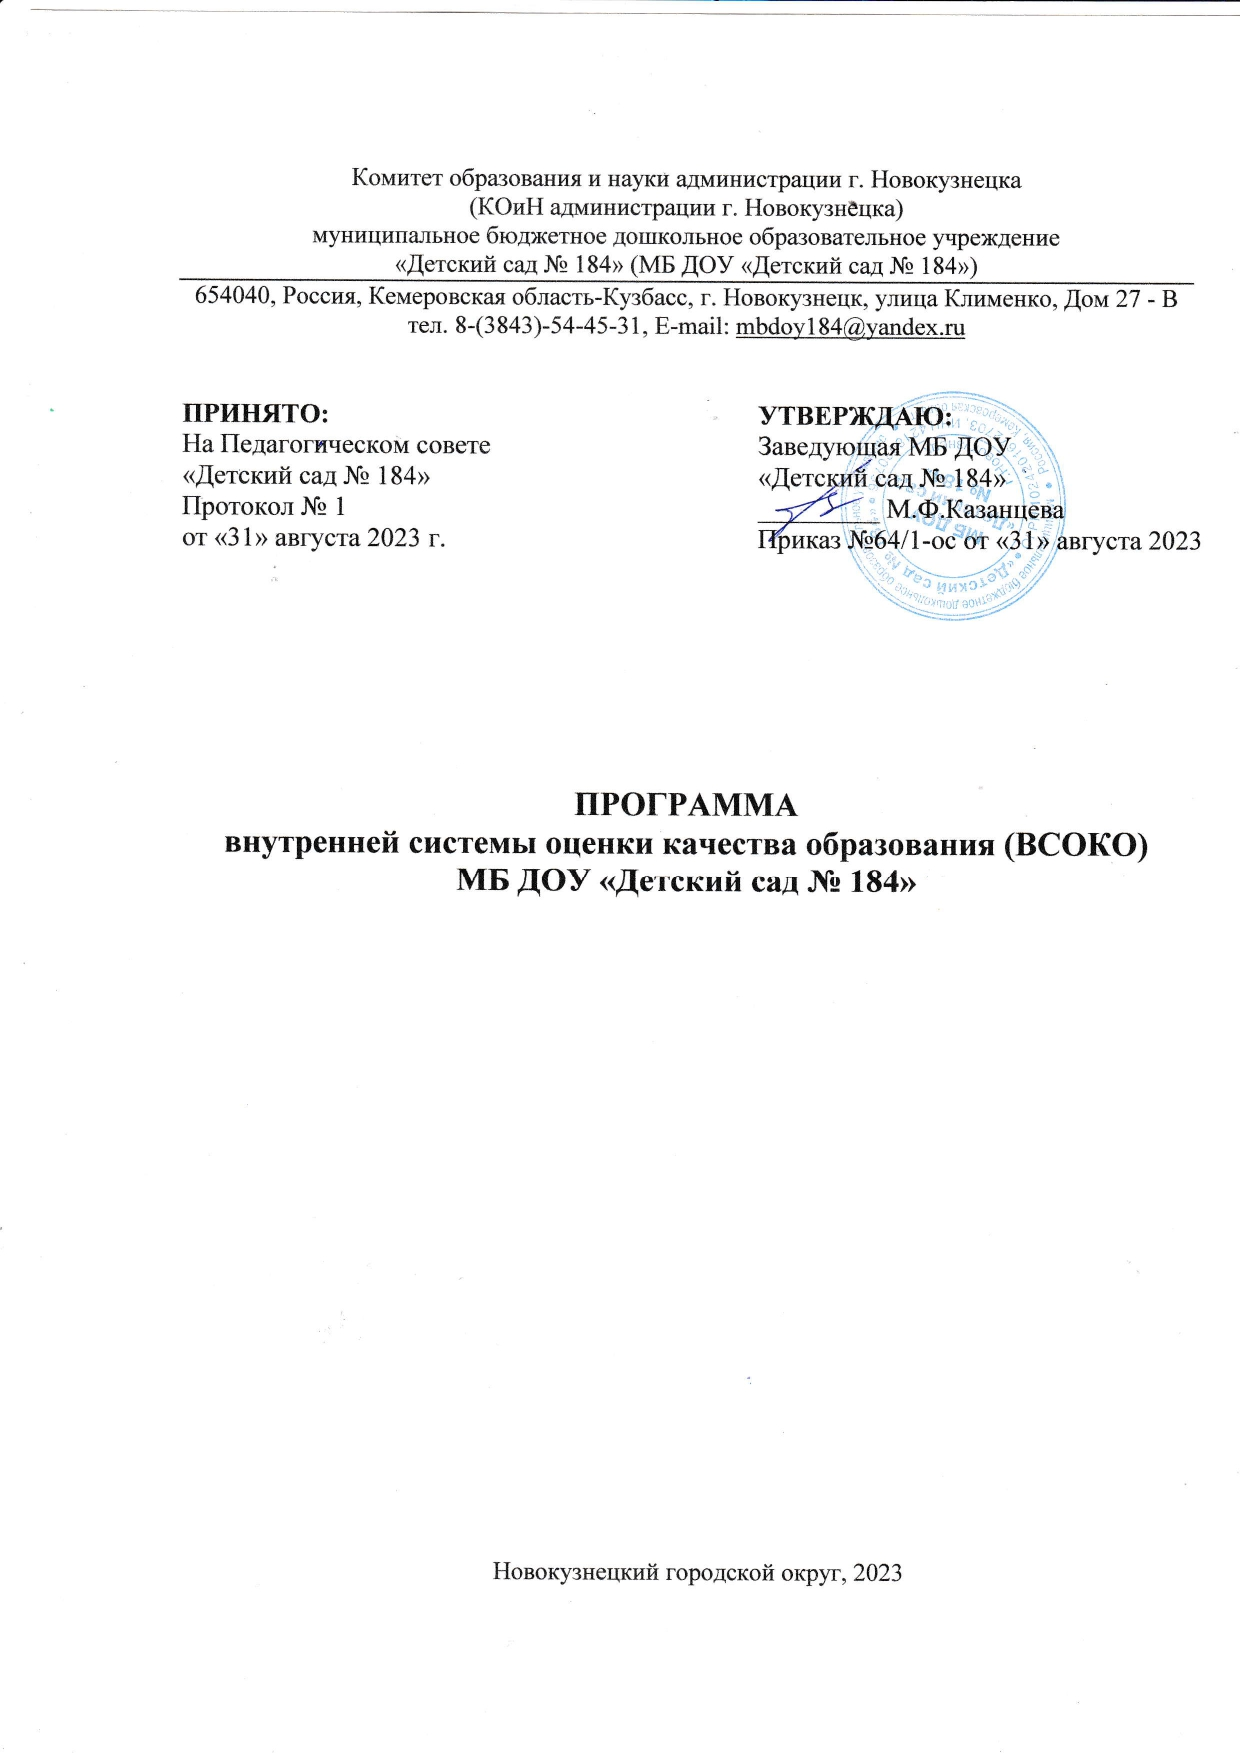 Комитет образования и науки администрации г. Новокузнецка
(КОиН администрации г. Новокузнецка)
муниципальное бюджетное дошкольное образовательное учреждение
«Детский сад № 184» (МБ ДОУ «Детский сад № 184»)
654040, Россия, Кемеровская область-Кузбасс, г. Новокузнецк, улица Клименко, Дом 27 - В
тел. 8-(3843)-54-45-31, E-mail: mbdoy184@yandex.ru
ПРИНЯТО:
На Педагогическом совете
«Детский сад № 184»
Протокол № 1
от «31» августа 2023 г.
УТВЕРЖДАЮ:
Заведующая МБ ДОУ
«Детский сад № 184»
_________ М.Ф.Казанцева
Приказ №64/1-ос от «31» августа 2023
ПРОГРАММА
внутренней системы оценки качества образования (ВСОКО)
МБ ДОУ «Детский сад № 184»
Новокузнецкий городской округ, 2023